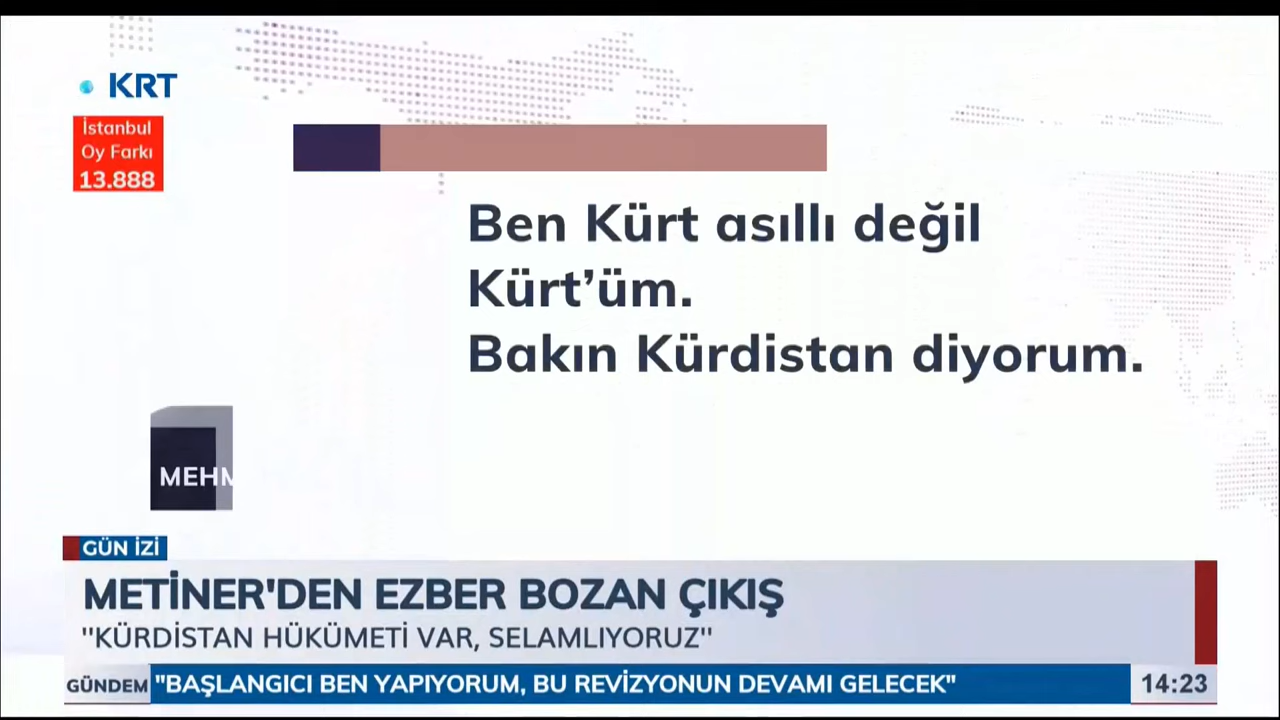 KRT
İstanbul
Oy Farkı
13.888
Ben Kürt asıllı değil
Kürt’üm.
Bakın Kürdistan diyorum.
MEHM
GÜN İZİ
METİNER'DEN EZBER BOZAN ÇIKIŞ
"KÜRDİSTAN HÜKÜMETİ VAR, SELAMLIYORUZ"
GÜNDEM "BAŞLANGICI BEN YAPIYORUM, BU REVİZYONUN DEVAMI GELECEK" 14:23